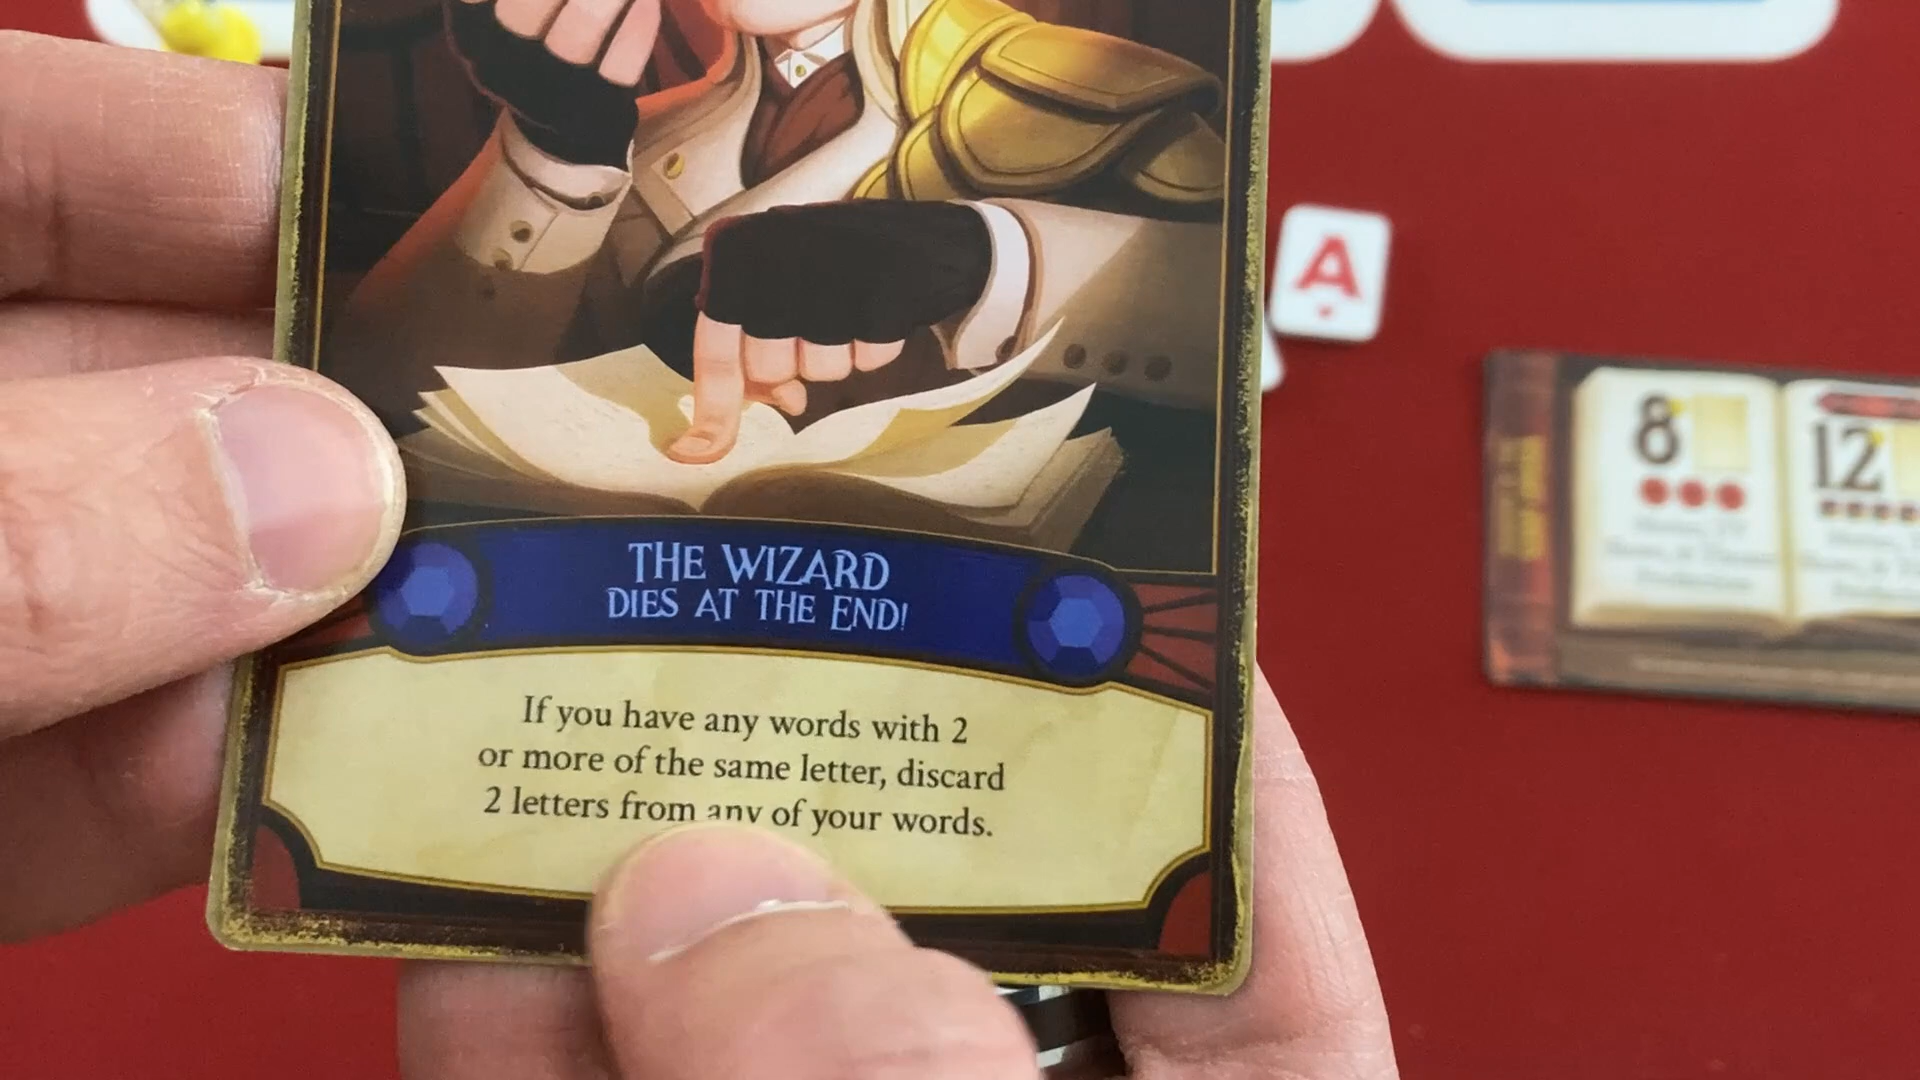 A
8
12
THE WIZARD
DIES AT THE END!
If you have any words with 2
or more of the same letter, discard
2 letters from any of your words.